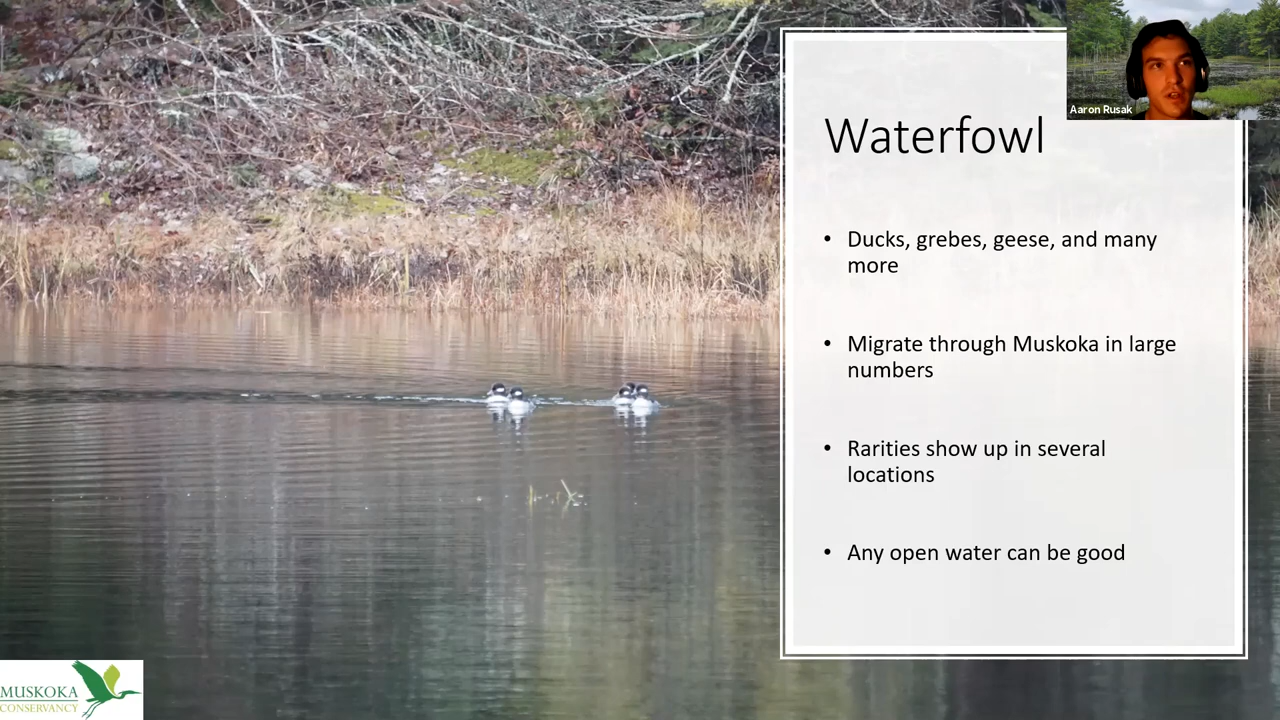 Aaron Rusak
Waterfowl
• Ducks, grebes, geese, and many
more
• Migrate through Muskoka in large
numbers
• Rarities show up in several
locations
• Any open water can be good
MUSKOKA
CONSERVANCY